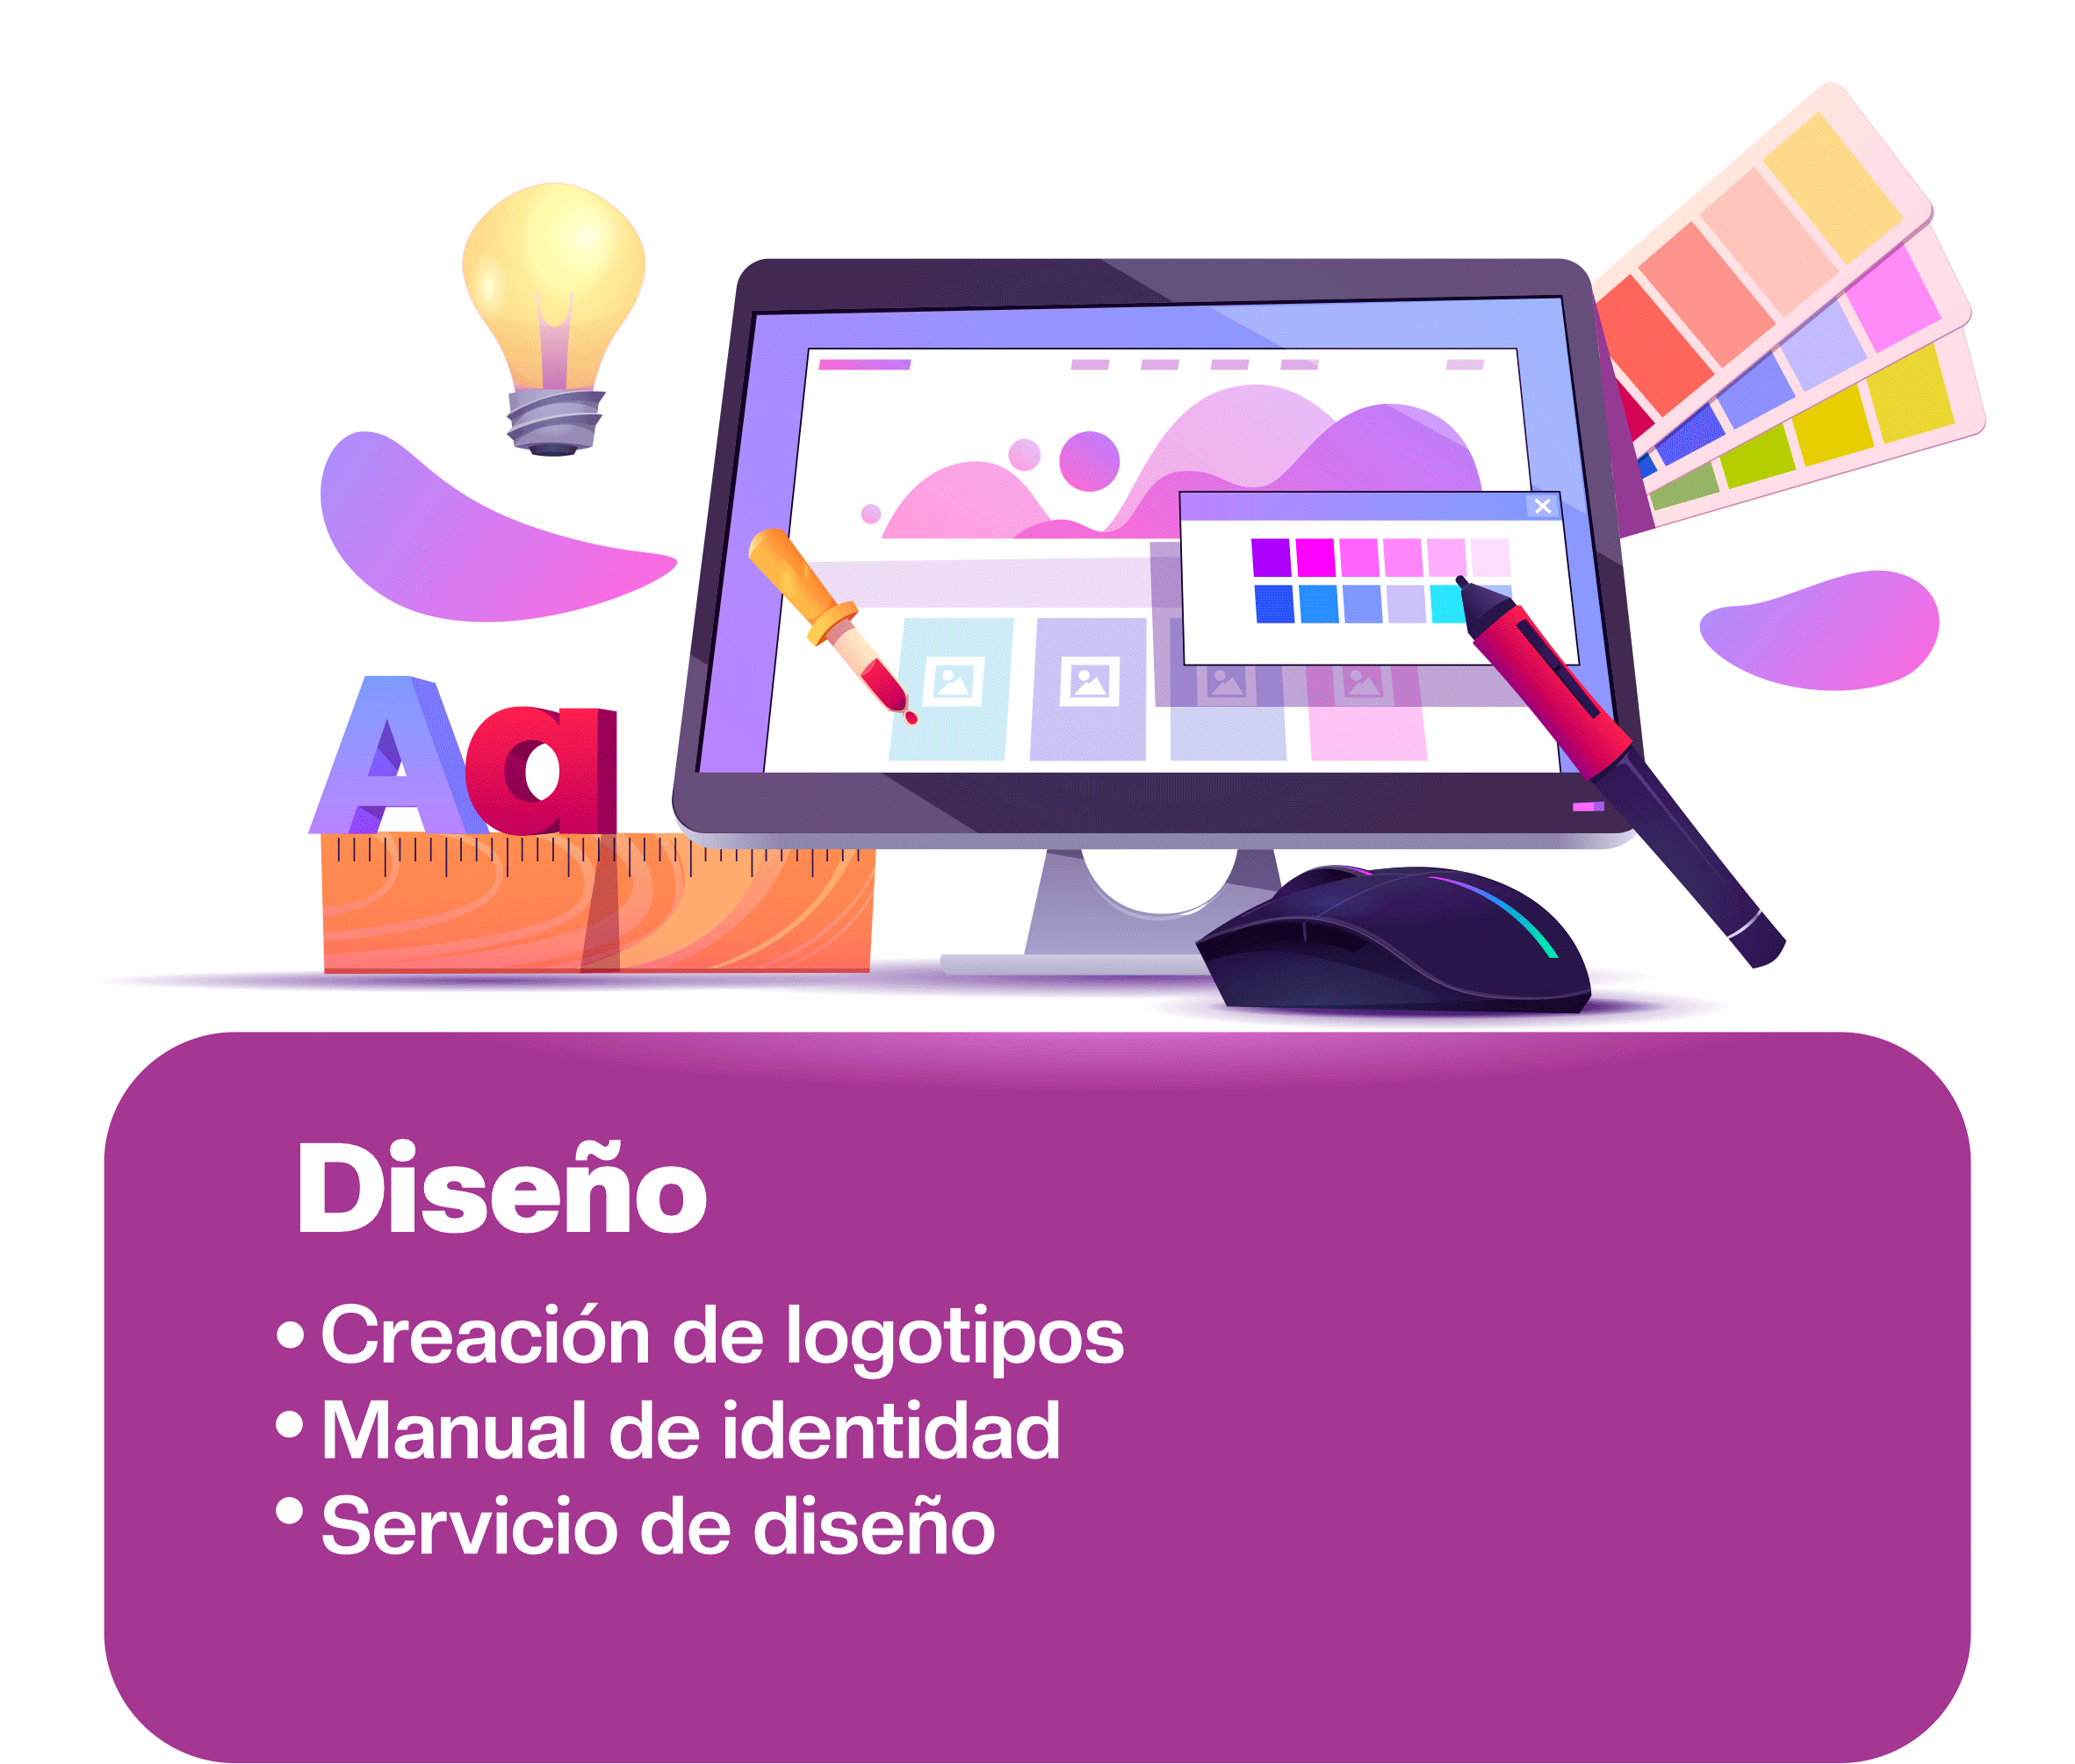 Aa
Diseño
• Creación de logotipos
• Manual de identidad
• Servicio de diseño